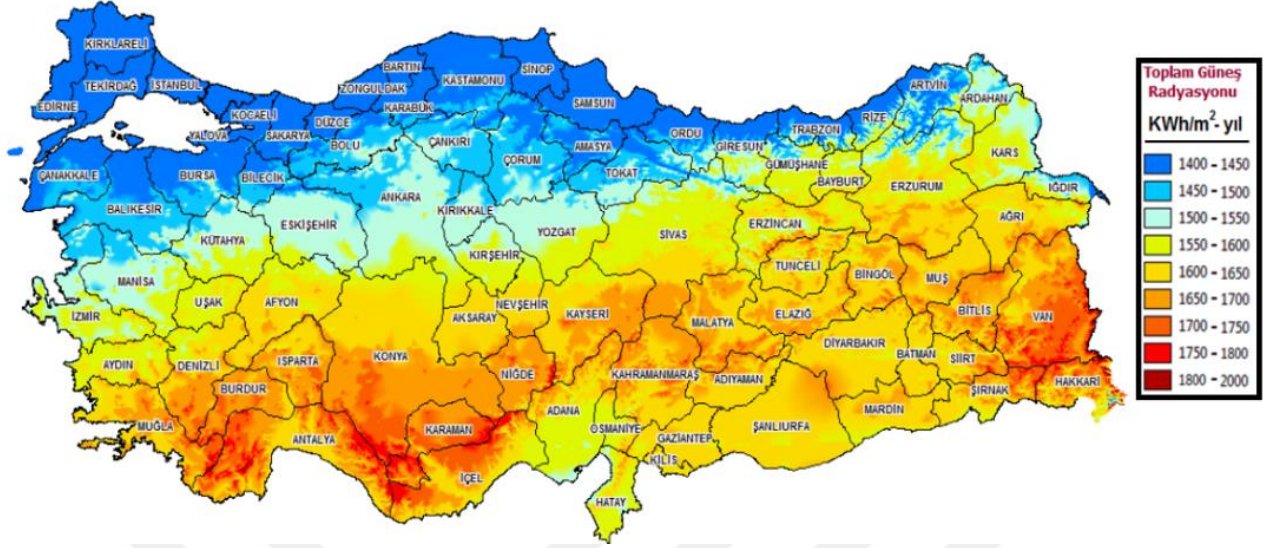 KIRKLARELİ
TEKİRDAĞ
İSTANBUL
EDİRNE
KOCAELİ
YALOVA
SAKARYA
DÜZCE
ZONGULDAK
BARTIN
KARABÜK
KASTAMONU
SİNOP
SAMSUN
BOLU
ÇANKIRI
ÇORUM
AMASYA
TOKAT
ORDU
GİRESUN
TRABZON
RİZE
ARTVİN
ARDAHAN
GÜMÜŞHANE
BAYBURT
KARS
IĞDIR
ERZURUM
AĞRI
ÇANAKKALE
BALIKESİR
BURSA
BİLECİK
KÜTAHYA
ESKİŞEHİR
ANKARA
KIRIKKALE
YOZGAT
KIRŞEHİR
SİVAS
ERZİNCAN
TUNCELİ
BİNGÖL
MUŞ
BİTLİS
VAN
MANİSA
İZMİR
UŞAK
AFYON
AKSARAY
NEVŞEHİR
KAYSERİ
MALATYA
ELAZIĞ
DİYARBAKIR
BATMAN
SİİRT
ŞIRNAK
HAKKARİ
AYDIN
DENİZLİ
ISPARTA
BURDUR
KONYA
NİĞDE
KAHRAMANMARAŞ
ADIYAMAN
MARDİN
MUĞLA
ANTALYA
KARAMAN
İÇEL
ADANA
OSMANİYE
GAZİANTEP
KİLİS
ŞANLIURFA
HATAY
Toplam Güneş
Radyasyonu
KWh/m²- yıl
1400 - 1450
1450 - 1500
1500 - 1550
1550 - 1600
1600 - 1650
1650 - 1700
1700 - 1750
1750 - 1800
1800 - 2000